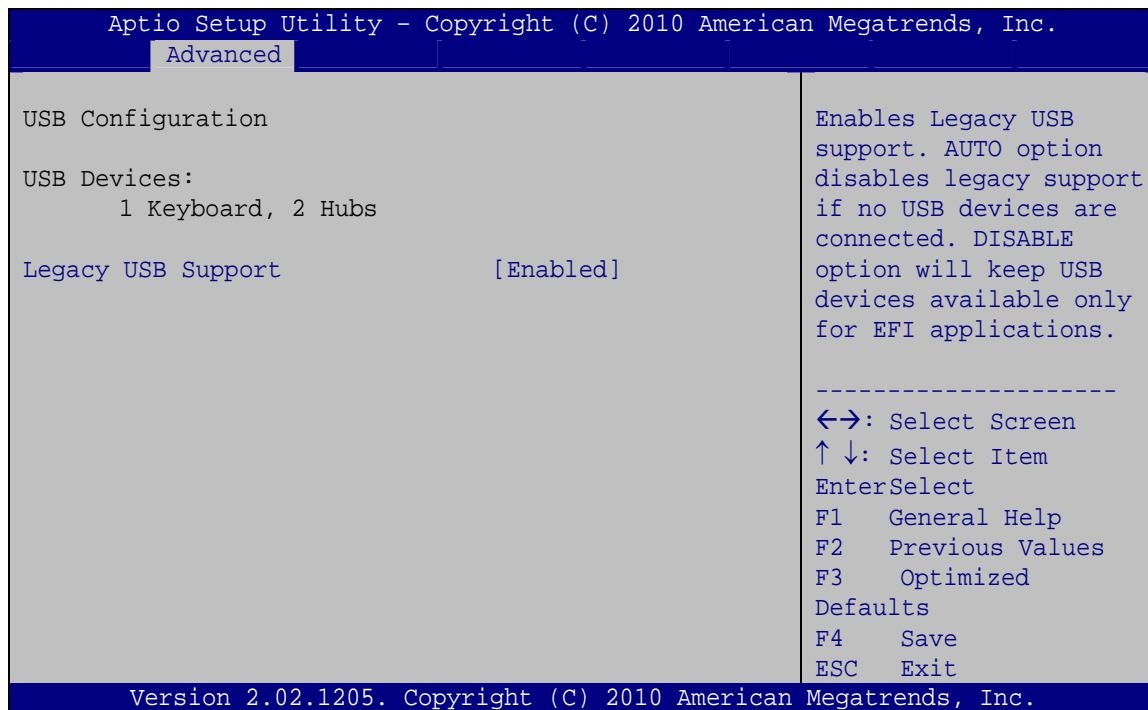 Aptio Setup Utility – Copyright (C) 2010 American Megatrends, Inc.
Advanced
USB Configuration
USB Devices:
1 Keyboard, 2 Hubs
Legacy USB Support [Enabled]
Enables Legacy USB
support. AUTO option
disables legacy support
if no USB devices are
connected. DISABLE
option will keep USB
devices available only
for EFI applications.
---------------------
←→: Select Screen
↑ ↓: Select Item
EnterSelect
F1 General Help
F2 Previous Values
F3 Optimized
Defaults
F4 Save
ESC Exit
Version 2.02.1205. Copyright (C) 2010 American Megatrends, Inc.